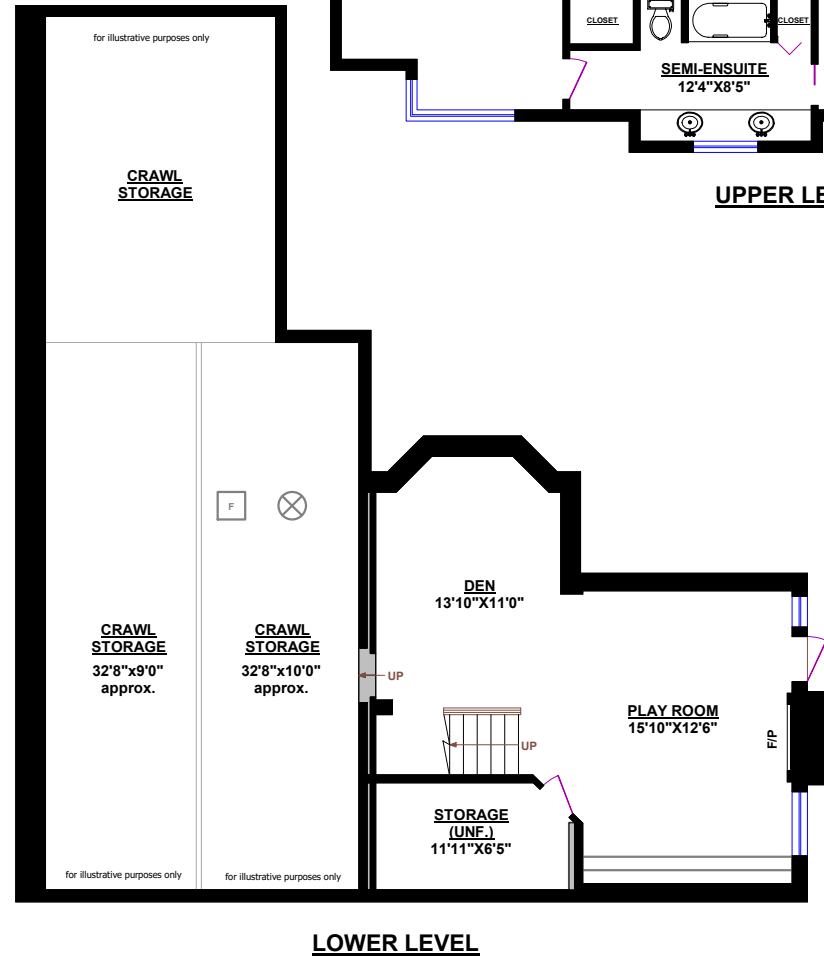 CLOSET
CLOSET
SEMI-ENSUITE
12'4"X8'5"
UPPER LE
for illustrative purposes only
CRAWL
STORAGE
F
DEN
13'10"X11'0"
CRAWL
STORAGE
32'8"x9'0"
approx.
CRAWL
STORAGE
32'8"x10'0"
approx.
UP
UP
PLAY ROOM
15'10"X12'6"
F/P
STORAGE
(UNF.)
11'11"X6'5"
for illustrative purposes only
for illustrative purposes only
LOWER LEVEL